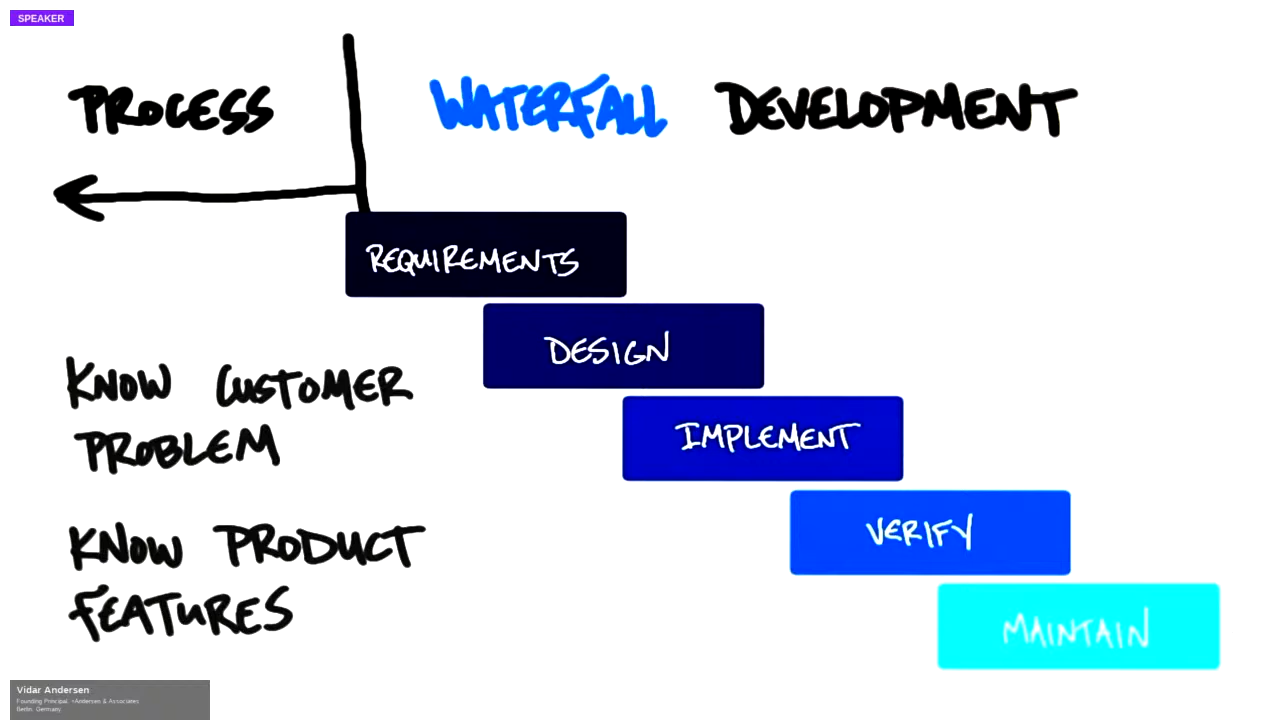 SPEAKER
PROCESS
WATERFALL DEVELOPMENT
REQUIREMENTS
DESIGN
KNOW CUSTOMER
PROBLEM
IMPLEMENT
KNOW PRODUCT
FEATURES
VERIFY
MAINTAIN
Vidar Andersen
Founding Principal, +Andersen & Associates
Berlin, Germany